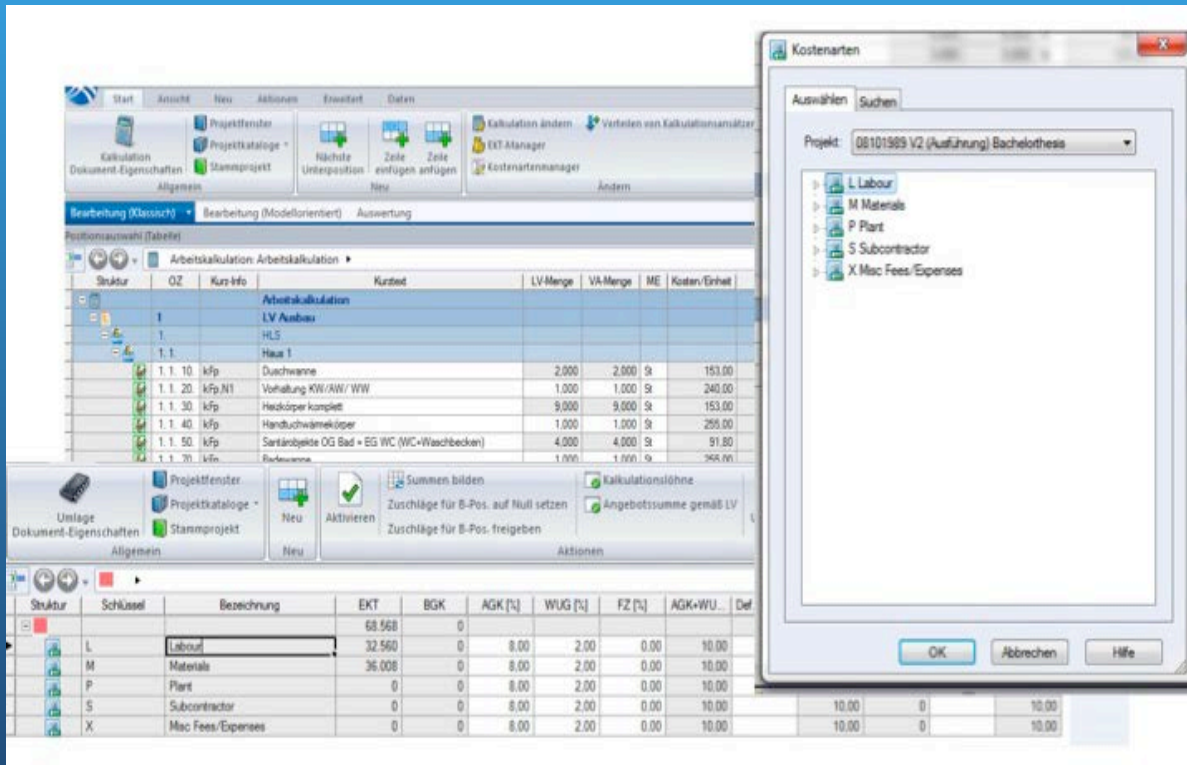 Start Ansicht Neu Aktionen Erweitert Daten
Kalkulation
Dokument-Eigenschaften
Projektfenster
Projektkataloge
Stammprojekt
Allgemein
Nächste
Unterposition
Zeile
einfügen
Zeile
anfügen
Neu
Kalkulation ändern
EKT-Manager
Kostenartenmanager
Verteilen von Kalkulationsansätzen
Ändern
Bearbeitung (Klassisch) Bearbeitung (Modellorientiert) Auswertung
Positionsauswahl (Tabelle)
Arbeitskalkulation: Arbeitskalkulation
Struktur OZ Kurz-Info Kurztext LV-Menge VA-Menge ME Kosten/Einheit
Arbeitskalkulation
1 LV Ausbau
1. HLS
1. 1. Haus 1
1. 1. 10. kFp Duschwanne 2,000 2,000 St 153,00
1. 1. 20. kFp.N1 Vorhaltung KW/AW/ WW 1,000 1,000 St 240,00
1. 1. 30. kFp Heizkörper komplett 9,000 9,000 St 153,00
1. 1. 40. kFp Handtuchwärmekörper 1,000 1,000 St 255,00
1. 1. 50. kFp Sanitärobjekte OG Bad + EG WC (WC+Waschbecken) 4,000 4,000 St 91,80
1. 1. 70. kFp Badewanne 1,000 1,000 St 255,00
Umlage
Dokument-Eigenschaften
Projektfenster
Projektkataloge
Stammprojekt
Allgemein
Neu
Neu
Aktivieren
Summen bilden
Zuschläge für B-Pos. auf Null setzen
Zuschläge für B-Pos. freigeben
Kalkulationslöhne
Angebotssumme gemäß LV
Aktionen
Struktur Schlüssel Bezeichnung EKT BGK AGK [%] WUG [%] FZ [%] AGK+WU... Def.
68.568 0
L Labour 32.560 0 8,00 2,00 0,00 10,00
M Materials 36.008 0 8,00 2,00 0,00 10,00
P Plant 0 0 8,00 2,00 0,00 10,00
S Subcontractor 0 0 8,00 2,00 0,00 10,00 10,00 0 10,00
X Misc Fees/Expenses 0 0 8,00 2,00 0,00 10,00 10,00 0 10,00
Kostenarten
Auswählen Suchen
Projekt: 08101989 V2 (Ausführung) Bachelorthesis
L Labour
M Materials
P Plant
S Subcontractor
X Misc Fees/Expenses
OK Abbrechen Hilfe